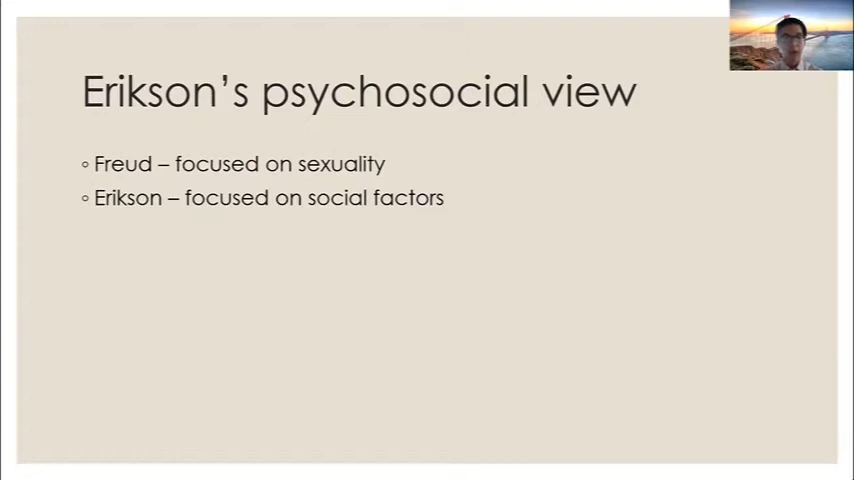 Erikson’s psychosocial view
◦ Freud – focused on sexuality
◦ Erikson – focused on social factors